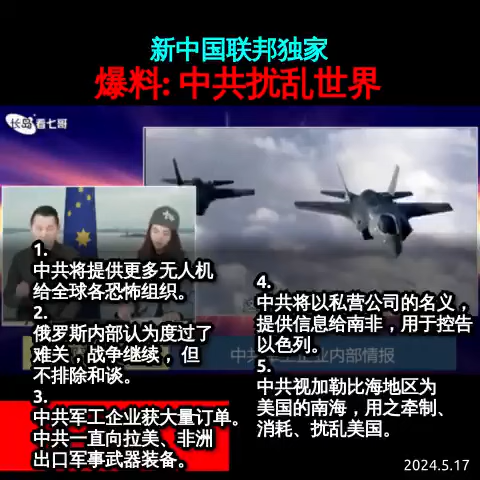 新中国联邦独家
爆料: 中共扰乱世界
长岛看七哥
1.
中共将提供更多无人机
给全球各恐怖组织。
2.
俄罗斯内部认为度过了
难关，战争继续，但
不排除和谈。
3.
中共军工企业获大量订单。
中共一直向拉美、非洲
出口军事武器装备。
4.
中共将以私营公司的名义，
提供信息给南非，用于控告
以色列。
企业内部情报
5.
中共视加勒比海地区为
美国的南海，用之牵制、
消耗、扰乱美国。
2024.5.17